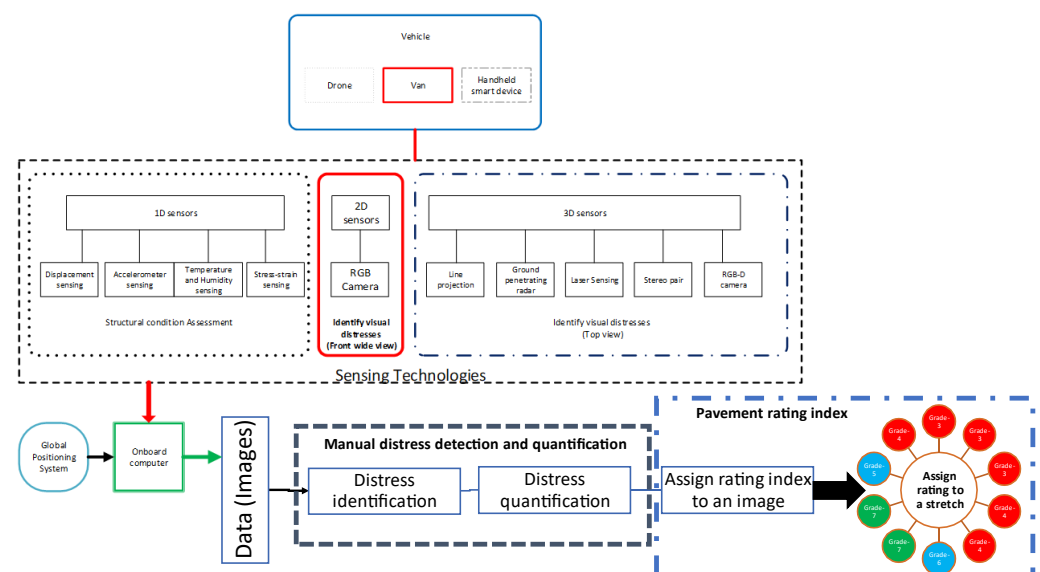 Vehicle
Drone
Van
Handheld
smart device
1D sensors
2D
sensors
3D sensors
Displacement
sensing
Accelerometer
sensing
Temperature
and Humidity
sensing
Stress-strain
sensing
RGB
Camera
Line
projection
Ground
penetrating
radar
Laser Sensing
Stereo pair
RGB-D
camera
Structural condition Assessment
Identify visual
distresses
(Front wide view)
Identify visual distresses
(Top view)
Sensing Technologies
Global
Positioning
System
Onboard
computer
Data (Images)
Manual distress detection and quantification
Distress
identification
Distress
quantification
Pavement rating index
Assign rating index
to an image
Assign
rating to
a stretch
Grade-
3
Grade-
3
Grade-
3
Grade-
4
Grade-
4
Grade-
6
Grade-
7
Grade-
7
Grade-
5
Grade-
4